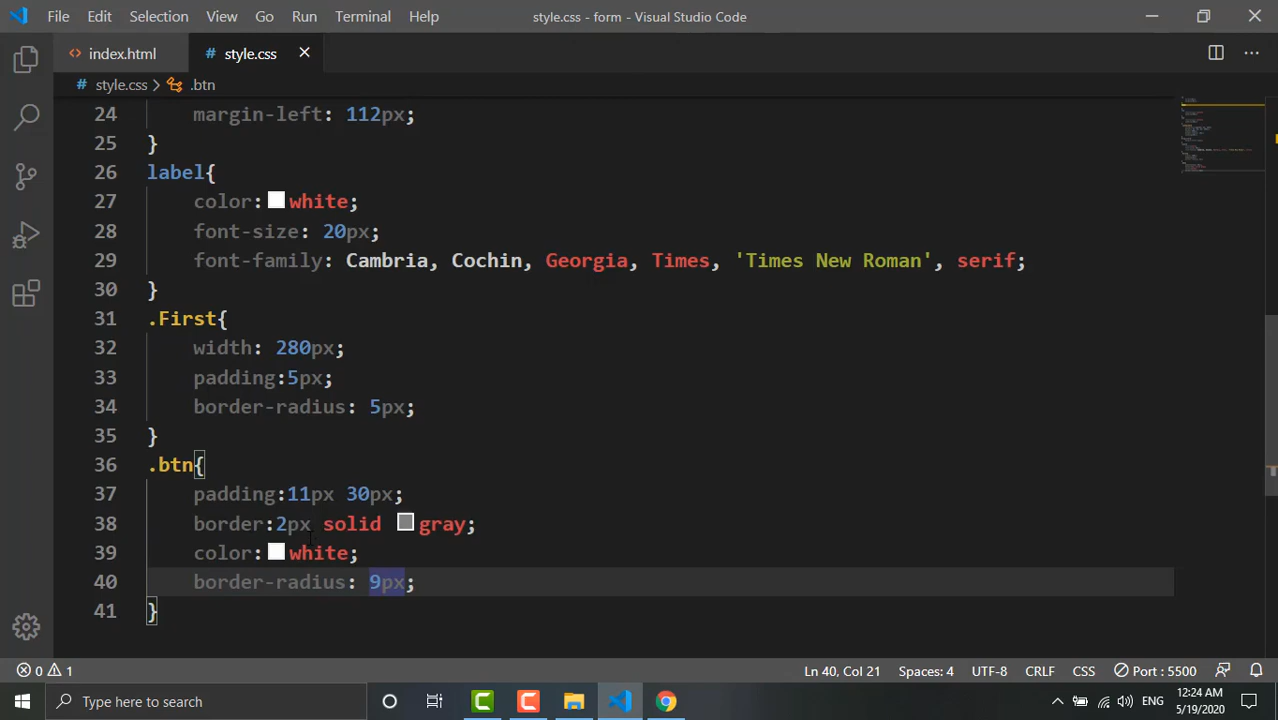 File Edit Selection View Go Run Terminal Help style.css - form - Visual Studio Code
<> index.html # style.css
# style.css > .btn
24 margin-left: 112px;
25 }
26 label{
27 color: white;
28 font-size: 20px;
29 font-family: Cambria, Cochin, Georgia, Times, 'Times New Roman', serif;
30 }
31 .First{
32 width: 280px;
33 padding:5px;
34 border-radius: 5px;
35 }
36 .btn{
37 padding:11px 30px;
38 border:2px solid gray;
39 color: white;
40 border-radius: 9px;
41 }
0 1 Ln 40, Col 21 Spaces: 4 UTF-8 CRLF CSS Port : 5500
Type here to search ENG 12:24 AM
5/19/2020